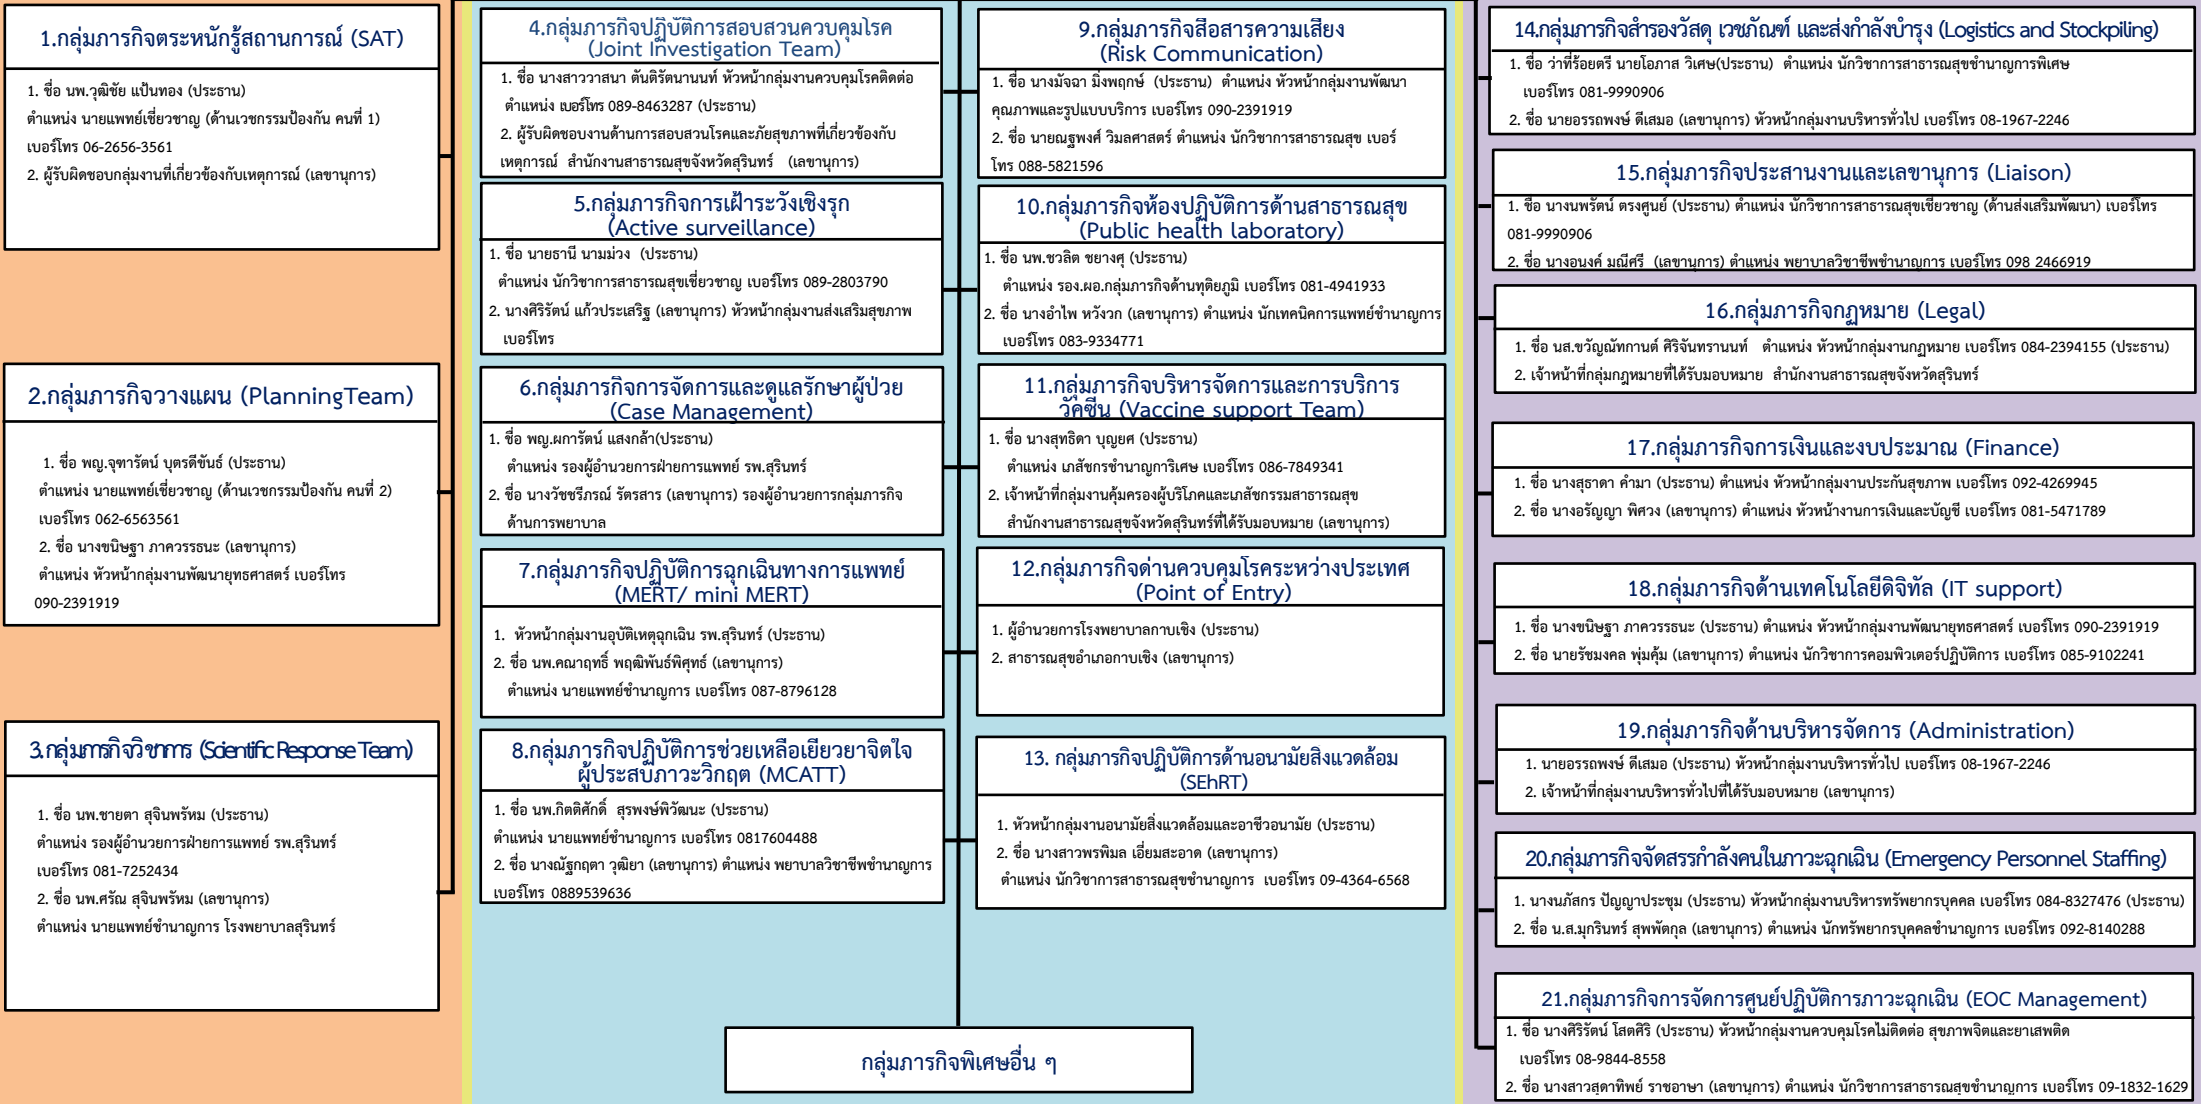 1.กลุ่มภารกิจตระหนักรู้สถานการณ์ (SAT)
1. ชื่อ นพ.วุฒิชัย แป้นทอง (ประธาน)
ตำแหน่ง นายแพทย์เชี่ยวชาญ (ด้านเวชกรรมป้องกัน คนที่ 1)
เบอร์โทร 06-2656-3561
2. ผู้รับผิดชอบกลุ่มงานที่เกี่ยวข้องกับเหตุการณ์ (เลขานุการ)
2.กลุ่มภารกิจวางแผน (PlanningTeam)
1. ชื่อ พญ.จุฑารัตน์ บุตรดีขันธ์ (ประธาน)
ตำแหน่ง นายแพทย์เชี่ยวชาญ (ด้านเวชกรรมป้องกัน คนที่ 2)
เบอร์โทร 062-6563561
2. ชื่อ นางขนิษฐา ภาควรรธนะ (เลขานุการ)
ตำแหน่ง หัวหน้ากลุ่มงานพัฒนายุทธศาสตร์ เบอร์โทร
090-2391919
3.กลุ่มภารกิจวิชาการ (Scientific Response Team)
1. ชื่อ นพ.ชายตา สุจินพรัหม (ประธาน)
ตำแหน่ง รองผู้อำนวยการฝ่ายการแพทย์ รพ.สุรินทร์
เบอร์โทร 081-7252434
2. ชื่อ นพ.ศรัณ สุจินพรัหม (เลขานุการ)
ตำแหน่ง นายแพทย์ชำนาญการ โรงพยาบาลสุรินทร์
4.กลุ่มภารกิจปฏิบัติการสอบสวนควบคุมโรค
(Joint Investigation Team)
1. ชื่อ นางสาววาสนา ตันติรัตนานนท์ หัวหน้ากลุ่มงานควบคุมโรคติดต่อ
ตำแหน่ง เบอร์โทร 089-8463287 (ประธาน)
2. ผู้รับผิดชอบงานด้านการสอบสวนโรคและภัยสุขภาพที่เกี่ยวข้องกับ
เหตุการณ์ สำนักงานสาธารณสุขจังหวัดสุรินทร์ (เลขานุการ)
5.กลุ่มภารกิจการเฝ้าระวังเชิงรุก
(Active surveillance)
1. ชื่อ นายธานี นามม่วง (ประธาน)
ตำแหน่ง นักวิชาการสาธารณสุขเชี่ยวชาญ เบอร์โทร 089-2803790
2. นางศิริรัตน์ แก้วประเสริฐ (เลขานุการ) หัวหน้ากลุ่มงานส่งเสริมสุขภาพ
เบอร์โทร
6.กลุ่มภารกิจการจัดการและดูแลรักษาผู้ป่วย
(Case Management)
1. ชื่อ พญ.ผการัตน์ แสงกล้า(ประธาน)
ตำแหน่ง รองผู้อำนวยการฝ่ายการแพทย์ รพ.สุรินทร์
2. ชื่อ นางวัชชรีภรณ์ รัตรสาร (เลขานุการ) รองผู้อำนวยการกลุ่มภารกิจ
ด้านการพยาบาล
7.กลุ่มภารกิจปฏิบัติการฉุกเฉินทางการแพทย์
(MERT/ mini MERT)
1. หัวหน้ากลุ่มงานอุบัติเหตุฉุกเฉิน รพ.สุรินทร์ (ประธาน)
2. ชื่อ นพ.คณาฤทธิ์ พฤฒิพันธ์พิศุทธ์ (เลขานุการ)
ตำแหน่ง นายแพทย์ชำนาญการ เบอร์โทร 087-8796128
8.กลุ่มภารกิจปฏิบัติการช่วยเหลือเยียวยาจิตใจ
ผู้ประสบภาวะวิกฤต (MCATT)
1. ชื่อ นพ.กิตติศักดิ์ สุรพงษ์พิวัฒนะ (ประธาน)
ตำแหน่ง นายแพทย์ชำนาญการ เบอร์โทร 0817604488
2. ชื่อ นางณัฐกฤตา วุฒิยา (เลขานุการ) ตำแหน่ง พยาบาลวิชาชีพชำนาญการ
เบอร์โทร 0889539636
9.กลุ่มภารกิจสื่อสารความเสี่ยง
(Risk Communication)
1. ชื่อ นางมัจฉา มิ่งพฤกษ์ (ประธาน) ตำแหน่ง หัวหน้ากลุ่มงานพัฒนา
คุณภาพและรูปแบบบริการ เบอร์โทร 090-2391919
2. ชื่อ นายณฐพงศ์ วิมลศาสตร์ ตำแหน่ง นักวิชาการสาธารณสุข เบอร์
โทร 088-5821596
10.กลุ่มภารกิจห้องปฏิบัติการด้านสาธารณสุข
(Public health laboratory)
1. ชื่อ นพ.ชวลิต ชยางศุ (ประธาน)
ตำแหน่ง รอง.ผอ.กลุ่มภารกิจด้านทุติยภูมิ เบอร์โทร 081-4941933
2. ชื่อ นางอำไพ หวังวก (เลขานุการ) ตำแหน่ง นักเทคนิคการแพทย์ชำนาญการ
เบอร์โทร 083-9334771
11.กลุ่มภารกิจบริหารจัดการและการบริการ
วัคซีน (Vaccine support Team)
1. ชื่อ นางสุทธิดา บุญยศ (ประธาน)
ตำแหน่ง เภสัชกรชำนาญการิเศษ เบอร์โทร 086-7849341
2. เจ้าหน้าที่กลุ่มงานคุ้มครองผู้บริโภคและเภสัชกรรมสาธารณสุข
สำนักงานสาธารณสุขจังหวัดสุรินทร์ที่ได้รับมอบหมาย (เลขานุการ)
12.กลุ่มภารกิจด่านควบคุมโรคระหว่างประเทศ
(Point of Entry)
1. ผู้อำนวยการโรงพยาบาลกาบเชิง (ประธาน)
2. สาธารณสุขอำเภอกาบเชิง (เลขานุการ)
13. กลุ่มภารกิจปฏิบัติการด้านอนามัยสิ่งแวดล้อม
(SEhRT)
1. หัวหน้ากลุ่มงานอนามัยสิ่งแวดล้อมและอาชีวอนามัย (ประธาน)
2. ชื่อ นางสาวพรพิมล เอี่ยมสะอาด (เลขานุการ)
ตำแหน่ง นักวิชาการสาธารณสุขชำนาญการ เบอร์โทร 09-4364-6568
กลุ่มภารกิจพิเศษอื่น ๆ
14.กลุ่มภารกิจสำรองวัสดุ เวชภัณฑ์ และส่งกำลังบำรุง (Logistics and Stockpiling)
1. ชื่อ ว่าที่ร้อยตรี นายโอภาส วิเศษ(ประธาน) ตำแหน่ง นักวิชาการสาธารณสุขชำนาญการพิเศษ
เบอร์โทร 081-9990906
2. ชื่อ นายอรรถพงษ์ ดีเสมอ (เลขานุการ) หัวหน้ากลุ่มงานบริหารทั่วไป เบอร์โทร 08-1967-2246
15.กลุ่มภารกิจประสานงานและเลขานุการ (Liaison)
1. ชื่อ นางนพรัตน์ ตรงศูนย์ (ประธาน) ตำแหน่ง นักวิชาการสาธารณสุขเชี่ยวชาญ (ด้านส่งเสริมพัฒนา) เบอร์โทร
081-9990906
2. ชื่อ นางอนงค์ มณีศรี (เลขานุการ) ตำแหน่ง พยาบาลวิชาชีพชำนาญการ เบอร์โทร 098 2466919
16.กลุ่มภารกิจกฏหมาย (Legal)
1. ชื่อ นส.ขวัญณัทกานต์ ศิริจันทรานนท์ ตำแหน่ง หัวหน้ากลุ่มงานกฎหมาย เบอร์โทร 084-2394155 (ประธาน)
2. เจ้าหน้าที่กลุ่มกฎหมายที่ได้รับมอบหมาย สำนักงานสาธารณสุขจังหวัดสุรินทร์
17.กลุ่มภารกิจการเงินและงบประมาณ (Finance)
1. ชื่อ นางสุธาดา คำมา (ประธาน) ตำแหน่ง หัวหน้ากลุ่มงานประกันสุขภาพ เบอร์โทร 092-4269945
2. ชื่อ นางอรัญญา พิศวง (เลขานุการ) ตำแหน่ง หัวหน้างานการเงินและบัญชี เบอร์โทร 081-5471789
18.กลุ่มภารกิจด้านเทคโนโลยีดิจิทัล (IT support)
1. ชื่อ นางขนิษฐา ภาควรรธนะ (ประธาน) ตำแหน่ง หัวหน้ากลุ่มงานพัฒนายุทธศาสตร์ เบอร์โทร 090-2391919
2. ชื่อ นายรัชมงคล พุ่มคุ้ม (เลขานุการ) ตำแหน่ง นักวิชาการคอมพิวเตอร์ปฏิบัติการ เบอร์โทร 085-9102241
19.กลุ่มภารกิจด้านบริหารจัดการ (Administration)
1. นายอรรถพงษ์ ดีเสมอ (ประธาน) หัวหน้ากลุ่มงานบริหารทั่วไป เบอร์โทร 08-1967-2246
2. เจ้าหน้าที่กลุ่มงานบริหารทั่วไปที่ได้รับมอบหมาย (เลขานุการ)
20.กลุ่มภารกิจจัดสรรกำลังคนในภาวะฉุกเฉิน (Emergency Personnel Staffing)
1. นางนภัสกร ปัญญาประชุม (ประธาน) หัวหน้ากลุ่มงานบริหารทรัพยากรบุคคล เบอร์โทร 084-8327476 (ประธาน)
2. ชื่อ น.ส.มุกรินทร์ สุพพัตกุล (เลขานุการ) ตำแหน่ง นักทรัพยากรบุคคลชำนาญการ เบอร์โทร 092-8140288
21.กลุ่มภารกิจการจัดการศูนย์ปฏิบัติการภาวะฉุกเฉิน (EOC Management)
1. ชื่อ นางศิริรัตน์ โสตศิริ (ประธาน) หัวหน้ากลุ่มงานควบคุมโรคไม่ติดต่อ สุขภาพจิตและยาเสพติด
เบอร์โทร 08-9844-8558
2. ชื่อ นางสาวสุดาทิพย์ ราชอาษา (เลขานุการ) ตำแหน่ง นักวิชาการสาธารณสุขชำนาญการ เบอร์โทร 09-1832-1629